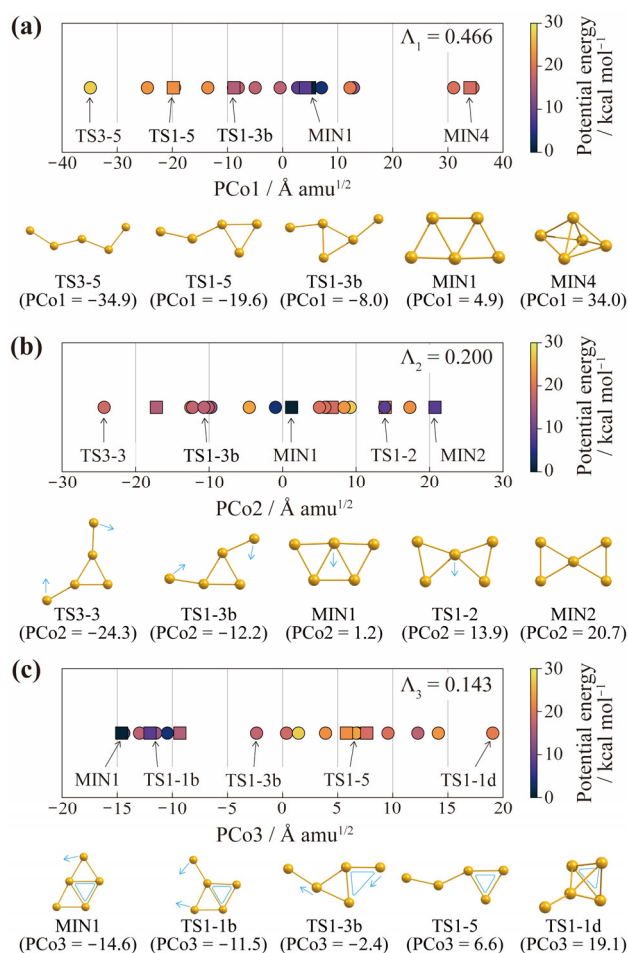 (a)
Λ₁ = 0.466
TS3-5 TS1-5 TS1-3b MIN1 MIN4
−40 −30 −20 −10 0 10 20 30 40
PCo1 / Å amu¹ᐟ²
30
20
10
0
Potential energy
/ kcal mol⁻¹
TS3-5 TS1-5 TS1-3b MIN1 MIN4
(PCo1 = −34.9) (PCo1 = −19.6) (PCo1 = −8.0) (PCo1 = 4.9) (PCo1 = 34.0)
(b)
Λ₂ = 0.200
TS3-3 TS1-3b MIN1 TS1-2 MIN2
−30 −20 −10 0 10 20 30
PCo2 / Å amu¹ᐟ²
30
20
10
0
Potential energy
/ kcal mol⁻¹
TS3-3 TS1-3b MIN1 TS1-2 MIN2
(PCo2 = −24.3) (PCo2 = −12.2) (PCo2 = 1.2) (PCo2 = 13.9) (PCo2 = 20.7)
(c)
Λ₃ = 0.143
MIN1 TS1-1b TS1-3b TS1-5 TS1-1d
−20 −15 −10 −5 0 5 10 15 20
PCo3 / Å amu¹ᐟ²
30
20
10
0
Potential energy
/ kcal mol⁻¹
MIN1 TS1-1b TS1-3b TS1-5 TS1-1d
(PCo3 = −14.6) (PCo3 = −11.5) (PCo3 = −2.4) (PCo3 = 6.6) (PCo3 = 19.1)